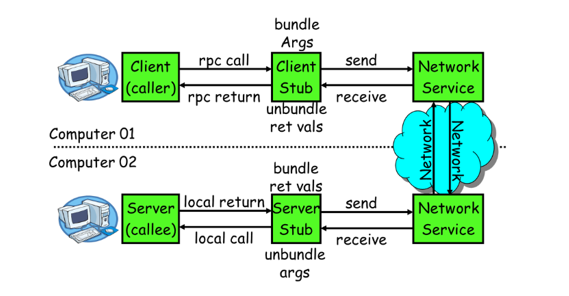 bundle
Args
Client
(caller)
rpc call
rpc return
Client
Stub
send
receive
Network
Service
unbundle
ret vals
Computer 01
Network
Network
Computer 02
bundle
ret vals
Server
(callee)
local return
local call
Server
Stub
send
receive
Network
Service
unbundle
args